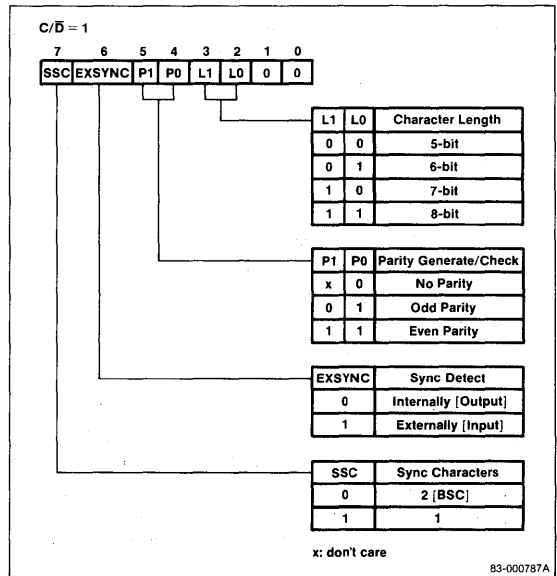 C/D̅ = 1
7 6 5 4 3 2 1 0
SSC EXSYNC P1 P0 L1 L0 0 0
L1 L0 Character Length
0 0 5-bit
0 1 6-bit
1 0 7-bit
1 1 8-bit
P1 P0 Parity Generate/Check
x 0 No Parity
0 1 Odd Parity
1 1 Even Parity
EXSYNC Sync Detect
0 Internally [Output]
1 Externally [Input]
SSC Sync Characters
0 2 [BSC]
1 1
x: don't care
83-000787A